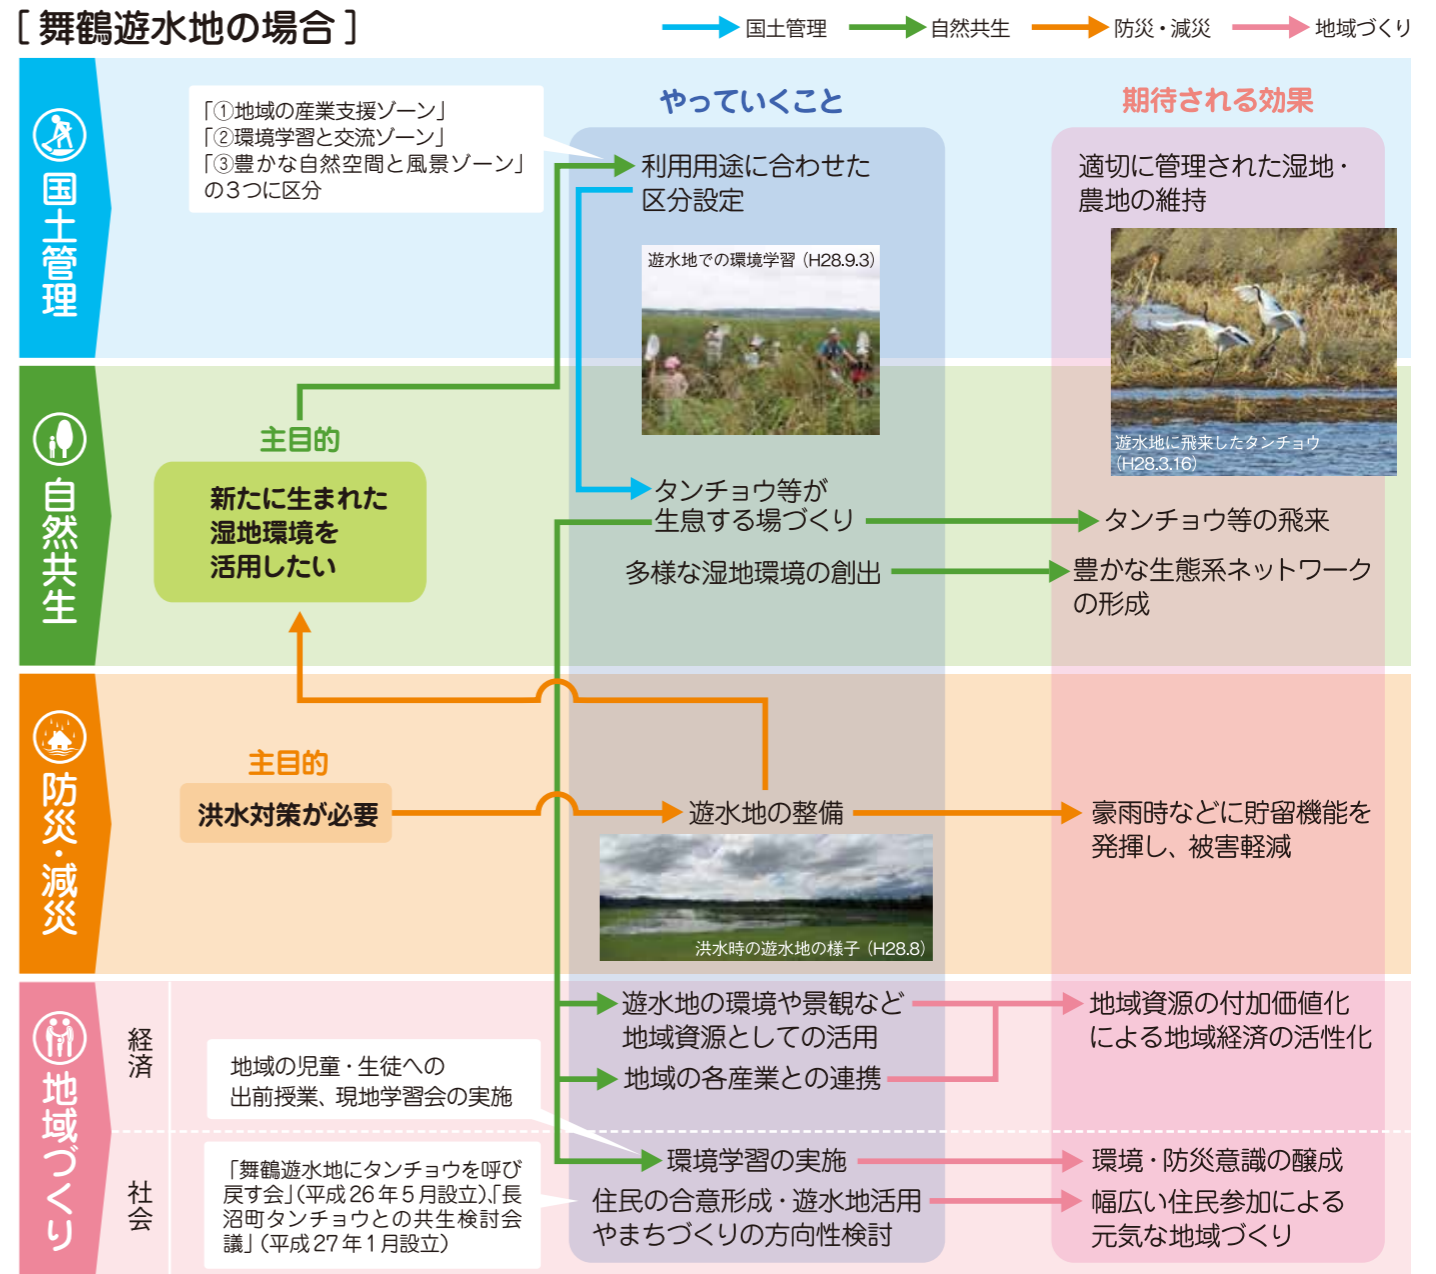 [ 舞鶴遊水地の場合 ]
国土管理
自然共生
防災・減災
地域づくり
やっていくこと
期待される効果
国土管理
「①地域の産業支援ゾーン」
「②環境学習と交流ゾーン」
「③豊かな自然空間と風景ゾーン」
の3つに区分
利用用途に合わせた
区分設定
適切に管理された湿地・
農地の維持
遊水地での環境学習(H28.9.3)
遊水地に飛来したタンチョウ
(H28.3.16)
自然共生
主目的
新たに生まれた
湿地環境を
活用したい
タンチョウ等が
生息する場づくり
タンチョウ等の飛来
多様な湿地環境の創出
豊かな生態系ネットワーク
の形成
防災・減災
主目的
洪水対策が必要
遊水地の整備
豪雨時などに貯留機能を
発揮し、被害軽減
洪水時の遊水地の様子(H28.8)
地域づくり
経済
遊水地の環境や景観など
地域資源としての活用
地域資源の付加価値化
による地域経済の活性化
地域の各産業との連携
地域の児童・生徒への
出前授業、現地学習会の実施
社会
環境学習の実施
環境・防災意識の醸成
「舞鶴遊水地にタンチョウを呼び
戻す会」(平成26年5月設立)、「長
沼町タンチョウとの共生検討会
議」(平成27年1月設立)
住民の合意形成・遊水地活用
やまちづくりの方向性検討
幅広い住民参加による
元気な地域づくり